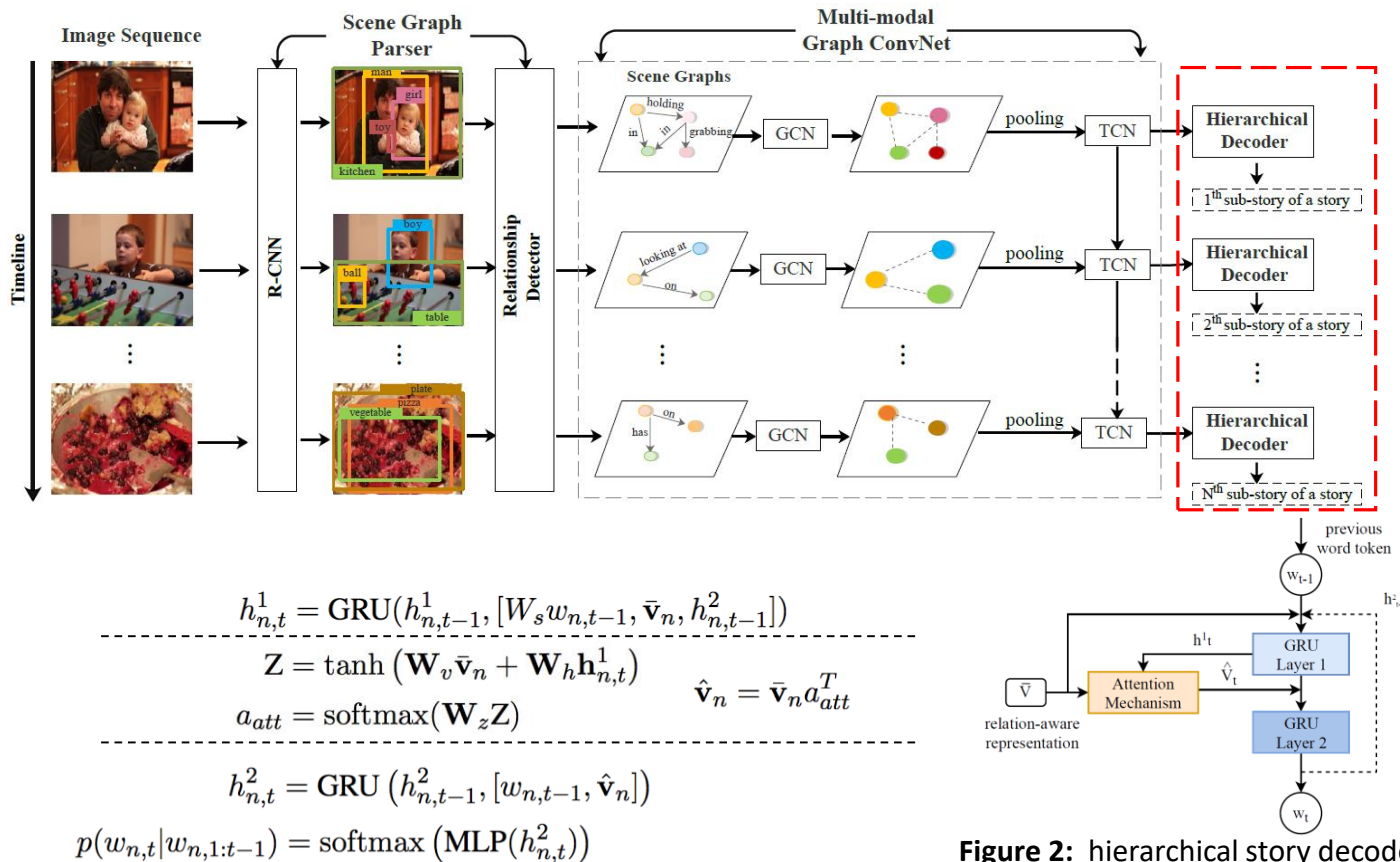 Image Sequence
Scene Graph
Parser
Multi-modal
Graph ConvNet
Timeline
R-CNN
man
girl
toy
kitchen
Relationship
Detector
Scene Graphs
holding
in
in
grabbing
GCN
pooling
TCN
Hierarchical
Decoder
1th sub-story of a story
boy
ball
table
looking at
on
GCN
pooling
TCN
Hierarchical
Decoder
2th sub-story of a story
⋮
⋮
⋮
⋮
⋮
plate
pizza
vegetable
on
has
GCN
pooling
TCN
Hierarchical
Decoder
Nth sub-story of a story
h^1_{n,t} = GRU(h^1_{n,t−1}, [W_s w_{n,t−1}, v̄_n, h^2_{n,t−1}])
Z = tanh (W_v v̄_n + W_h h^1_{n,t})
a_{att} = softmax(W_z Z)
v̂_n = v̄_n a^T_{att}
h^2_{n,t} = GRU (h^2_{n,t−1}, [w_{n,t−1}, v̂_n])
p(w_{n,t}|w_{n,1:t−1}) = softmax (MLP(h^2_{n,t}))
previous
word token
w_{t-1}
h^1_t
GRU
Layer 1
V̂_t
V̄
Attention
Mechanism
relation-aware
representation
GRU
Layer 2
w_t
Figure 2: hierarchical story decode